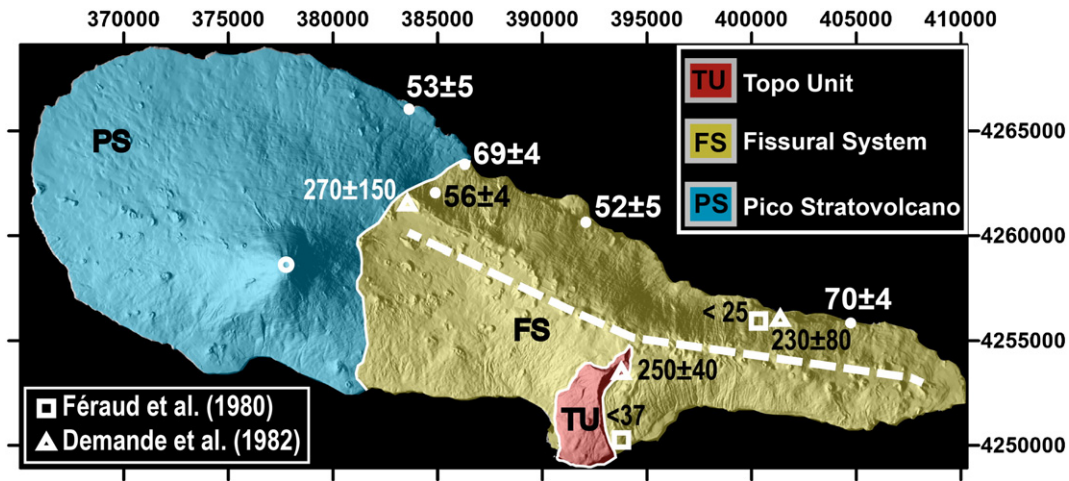 370000 375000 380000 385000 390000 395000 400000 405000 410000
TU Topo Unit
FS Fissural System
PS Pico Stratovolcano
53±5
PS
69±4
270±150
56±4
52±5
4265000
4260000
4255000
4250000
FS
< 25
70±4
230±80
250±40
TU
<37
Féraud et al. (1980)
Demande et al. (1982)